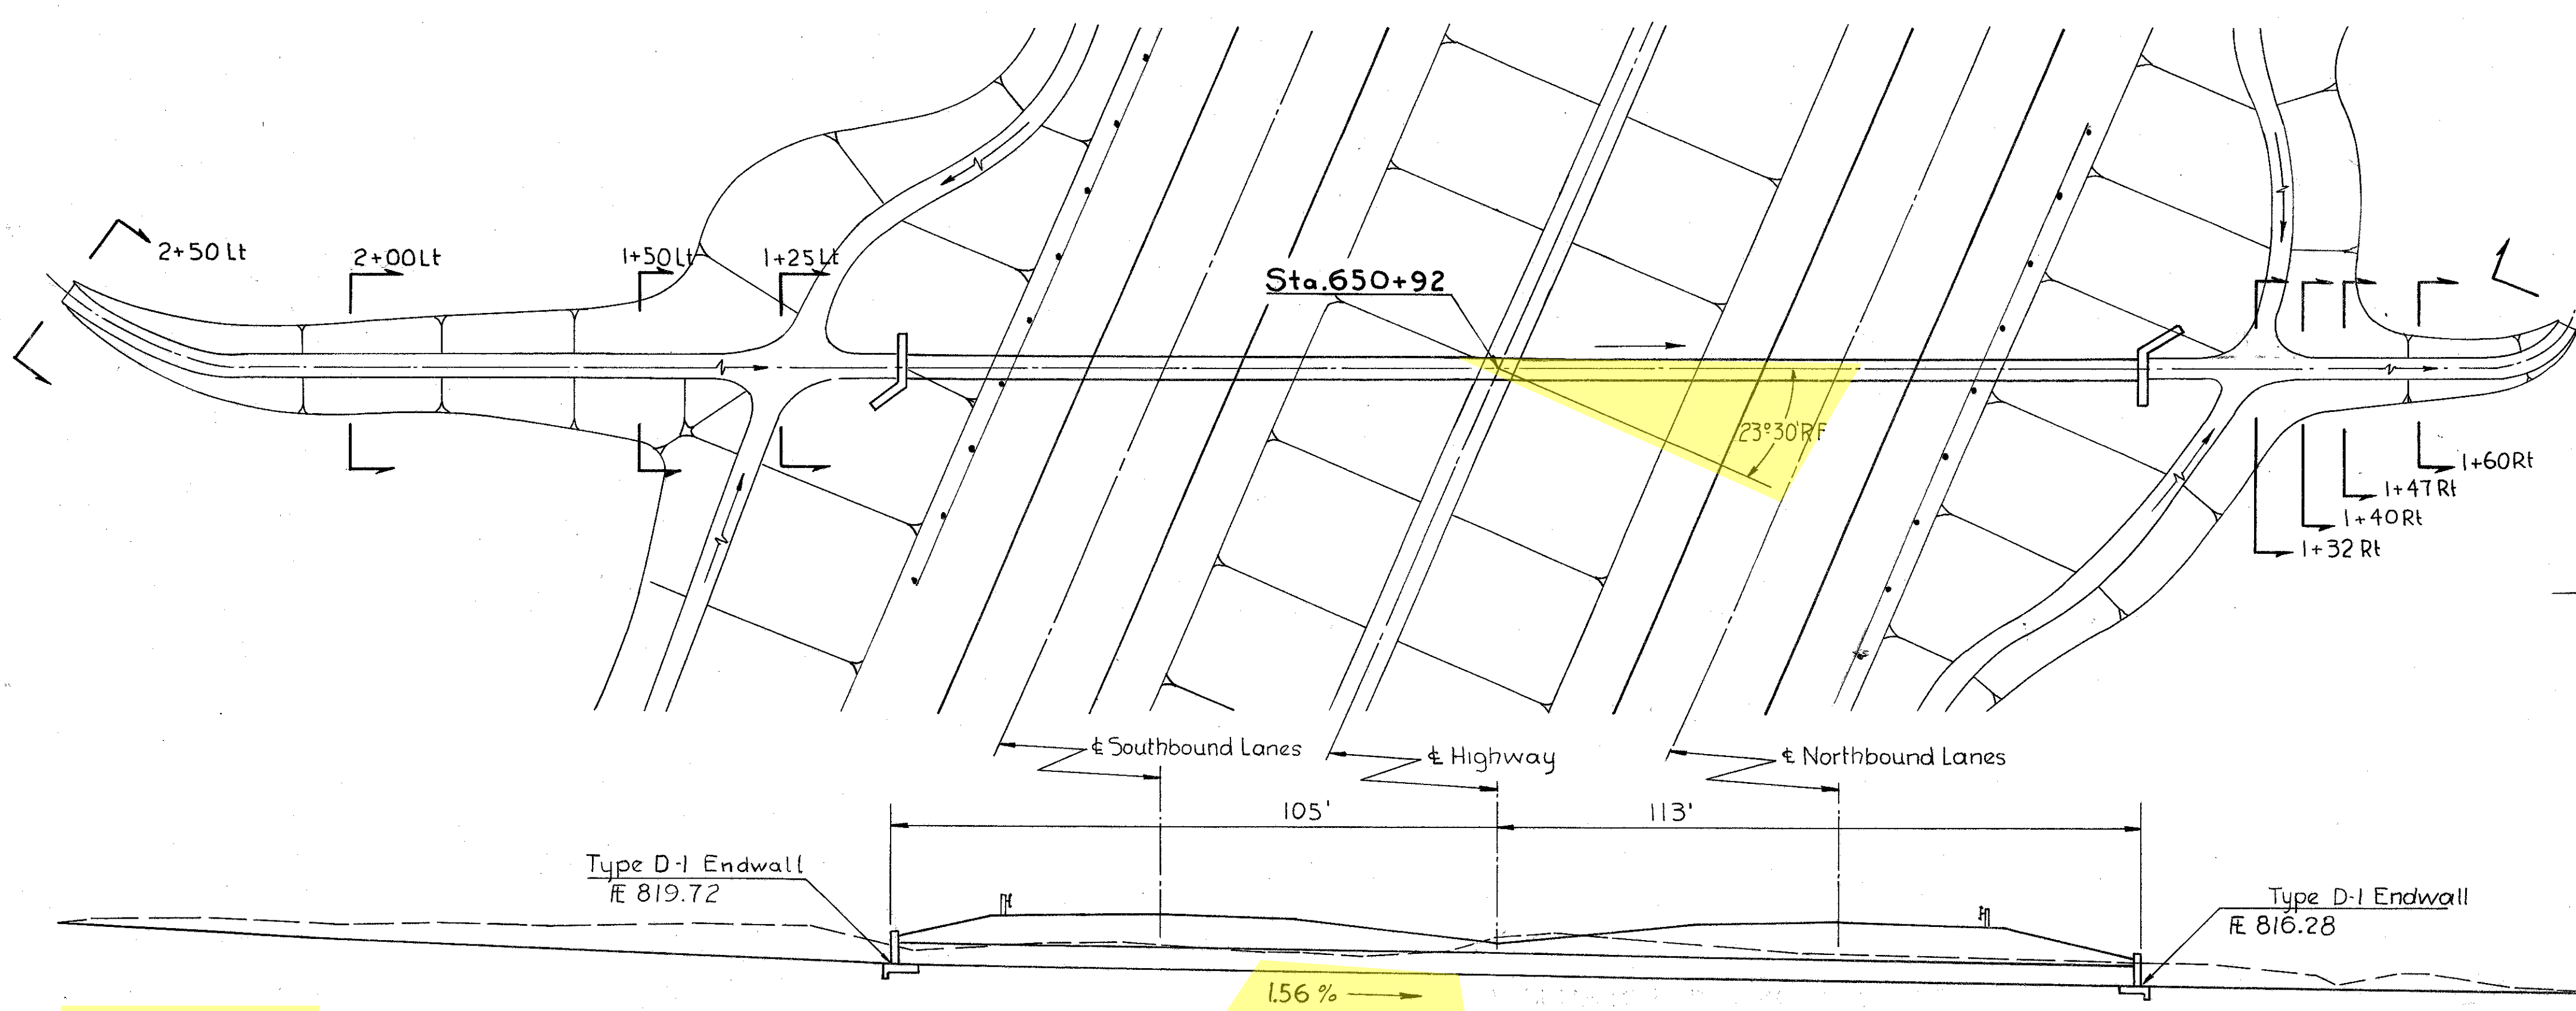 2+50 Lt
2+00 Lt
1+50 Lt
1+25 Lt
Sta. 650+92
23°30' RF
1+60 Rt
1+47 Rt
1+40 Rt
1+32 Rt
℄ Southbound Lanes
℄ Highway
℄ Northbound Lanes
105'
113'
Type D-1 Endwall
FE 819.72
Type D-1 Endwall
FE 816.28
1.56 %